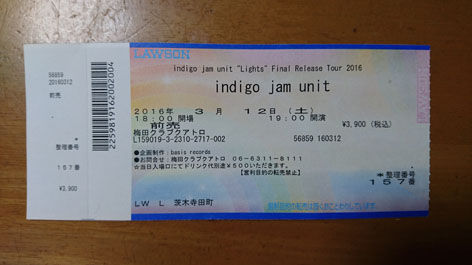 56859
20160312
前売
*
整理番号
157番
¥3,900
2239819162002004
LAWSON
indigo jam unit "Lights" Final Release Tour 2016
indigo jam unit
2016年 3月 12日(土)
18:00 開場 19:00 開演
前売 ¥3,900(税込)
梅田クラブクアトロ
L159019-3-2310-2717-002 56859 160312
●企画制作:basis records
●お問合せ:梅田クラブクアトロ 06-6311-8111
☆当日入場口にてドリンク代別途¥500いただきます。
【営利目的の転売禁止】
*整理番号
157番
LW L 茨木寺田町
LAWSON